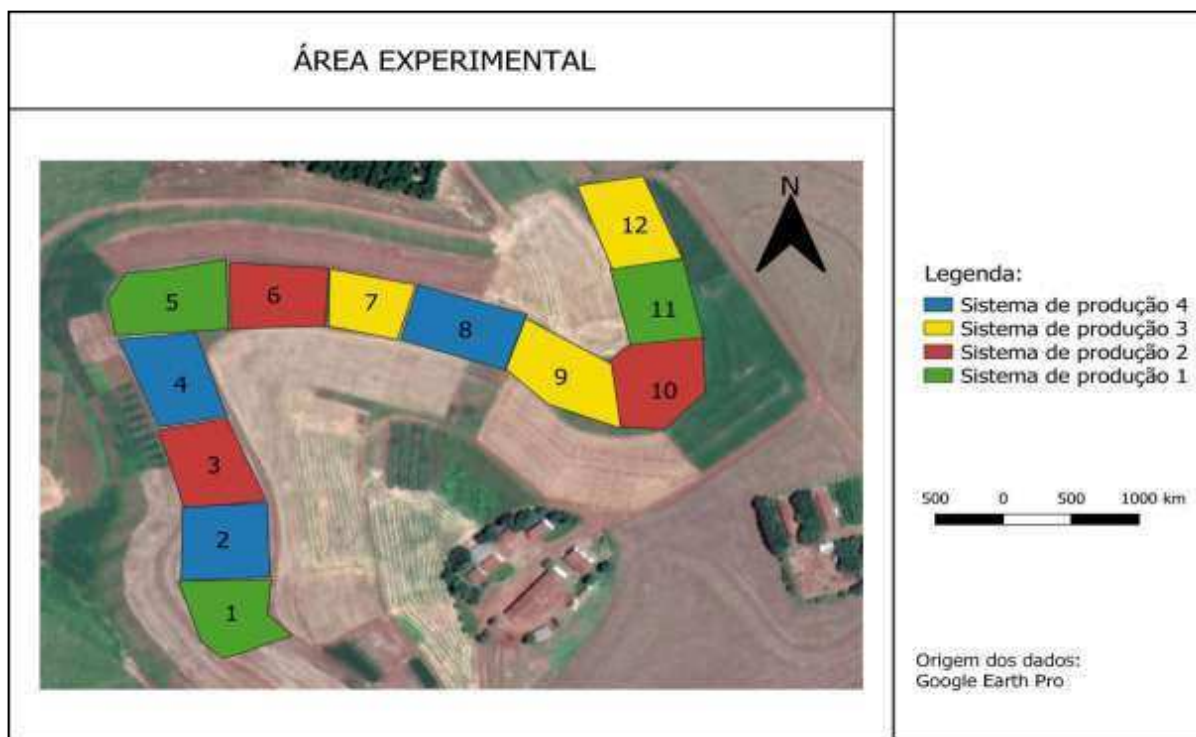 ÁREA EXPERIMENTAL
N
12
11
10
9
8
7
6
5
4
3
2
1
Legenda:
Sistema de produção 4
Sistema de produção 3
Sistema de produção 2
Sistema de produção 1
500 0 500 1000 km
Origem dos dados:
Google Earth Pro